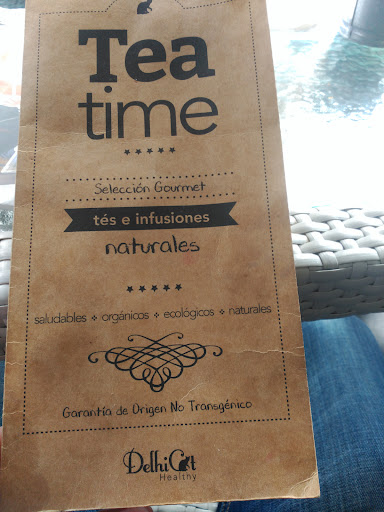 Tea
time
Selección Gourmet
tés e infusiones
naturales
saludables orgánicos ecológicos naturales
Garantía de Origen No Transgénico
DelhiCat
Healthy